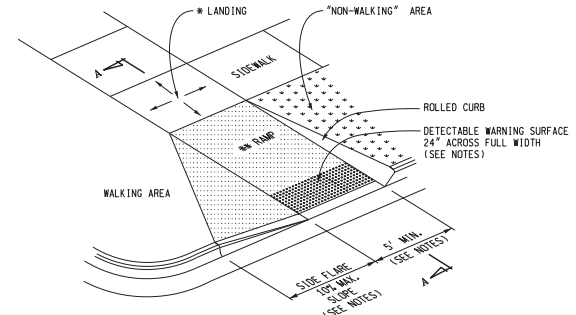 * LANDING
"NON-WALKING" AREA
A
SIDEWALK
ROLLED CURB
DETECTABLE WARNING SURFACE
24" ACROSS FULL WIDTH
(SEE NOTES)
** RAMP
WALKING AREA
5' MIN.
(SEE NOTES)
A
SIDE FLARE
10% MAX.
SLOPE
(SEE NOTES)